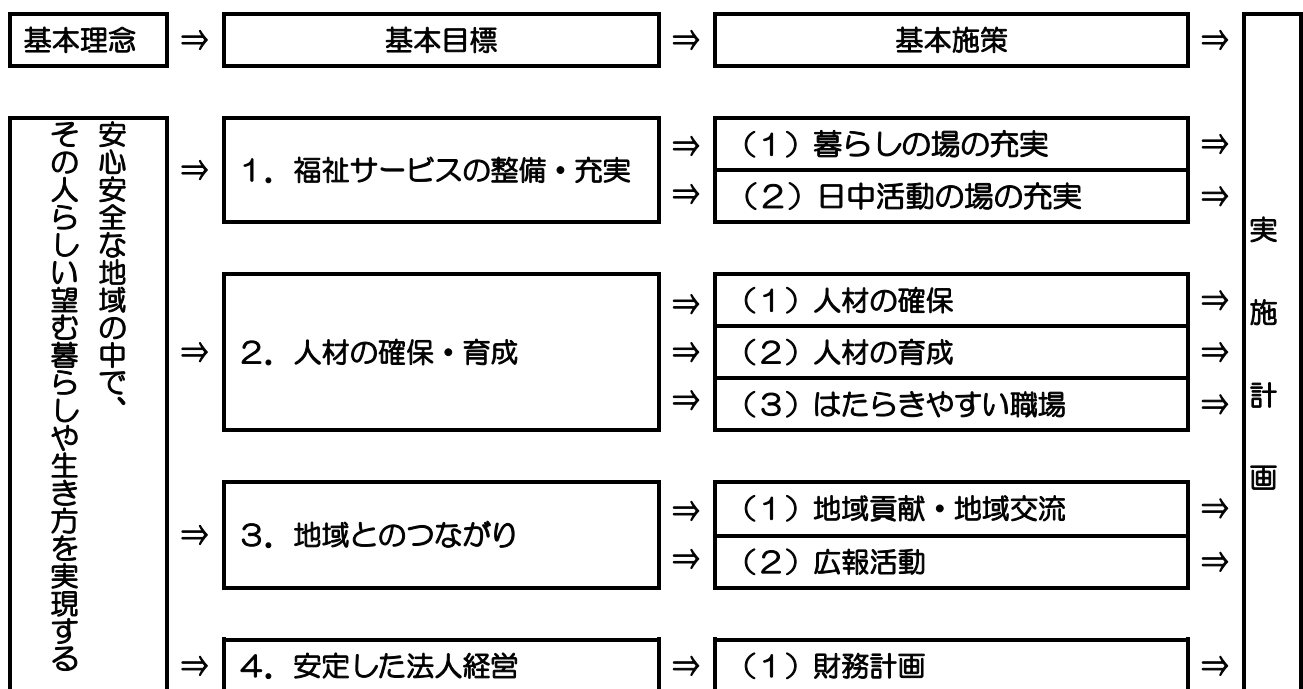 基本理念 ⇒ 基本目標 ⇒ 基本施策 ⇒
安心安全な地域の中で、
その人らしい望む暮らしや生き方を実現する
⇒ 1．福祉サービスの整備・充実
⇒ （1）暮らしの場の充実 ⇒
⇒ （2）日中活動の場の充実 ⇒
⇒ 2．人材の確保・育成
⇒ （1）人材の確保 ⇒
⇒ （2）人材の育成 ⇒
⇒ （3）はたらきやすい職場 ⇒
⇒ 3．地域とのつながり
⇒ （1）地域貢献・地域交流 ⇒
⇒ （2）広報活動 ⇒
⇒ 4．安定した法人経営
⇒ （1）財務計画 ⇒
実施計画